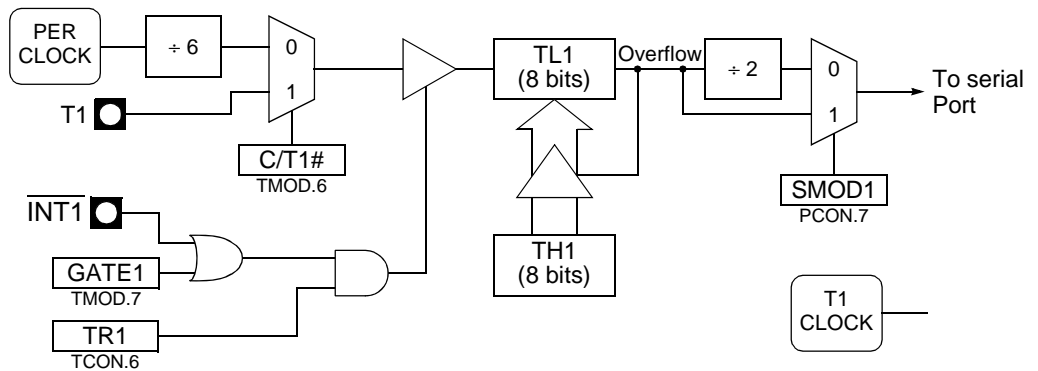 PER
CLOCK
÷ 6
0
1
T1
C/T1#
TMOD.6
TL1
(8 bits)
Overflow
÷ 2
0
1
To serial
Port
SMOD1
PCON.7
INT1
GATE1
TMOD.7
TR1
TCON.6
TH1
(8 bits)
T1
CLOCK